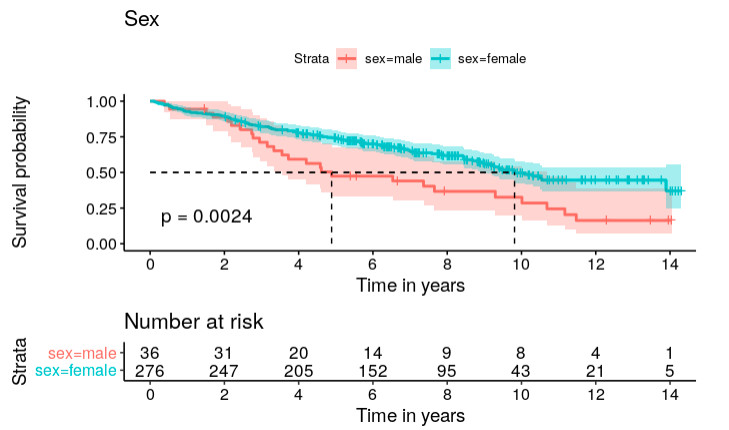 Sex
Strata sex=male sex=female
Survival probability
1.00
0.75
0.50
0.25
0.00
p = 0.0024
0 2 4 6 8 10 12 14
Time in years
Number at risk
Strata
sex=male 36 31 20 14 9 8 4 1
sex=female 276 247 205 152 95 43 21 5
0 2 4 6 8 10 12 14
Time in years